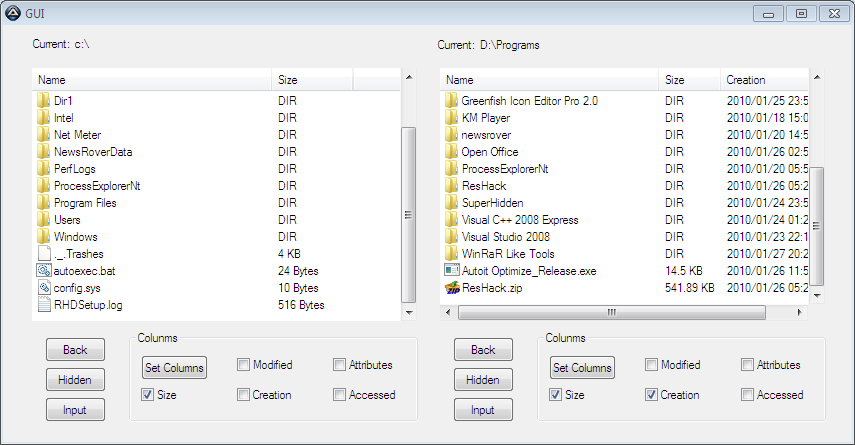 GUI
Current: c:\
Name Size
Dir1 DIR
Intel DIR
Net Meter DIR
NewsRoverData DIR
PerfLogs DIR
ProcessExplorerNt DIR
Program Files DIR
Users DIR
Windows DIR
._.Trashes 4 KB
autoexec.bat 24 Bytes
config.sys 10 Bytes
RHDSetup.log 516 Bytes
Back
Hidden
Input
Colunms
Set Columns Modified Attributes
Size Creation Accessed
Current: D:\Programs
Name Size Creation
Greenfish Icon Editor Pro 2.0 DIR 2010/01/25 23:5
KM Player DIR 2010/01/18 15:0
newsrover DIR 2010/01/20 14:5
Open Office DIR 2010/01/26 02:5
ProcessExplorerNt DIR 2010/01/20 05:2
ResHack DIR 2010/01/26 05:2
SuperHidden DIR 2010/01/24 23:5
Visual C++ 2008 Express DIR 2010/01/24 01:2
Visual Studio 2008 DIR 2010/01/23 22:1
WinRaR Like Tools DIR 2010/01/27 20:2
Autoit Optimize_Release.exe 14.5 KB 2010/01/26 11:5
ResHack.zip 541.89 KB 2010/01/26 05:2
ZIP
Back
Hidden
Input
Colunms
Set Columns Modified Attributes
Size Creation Accessed